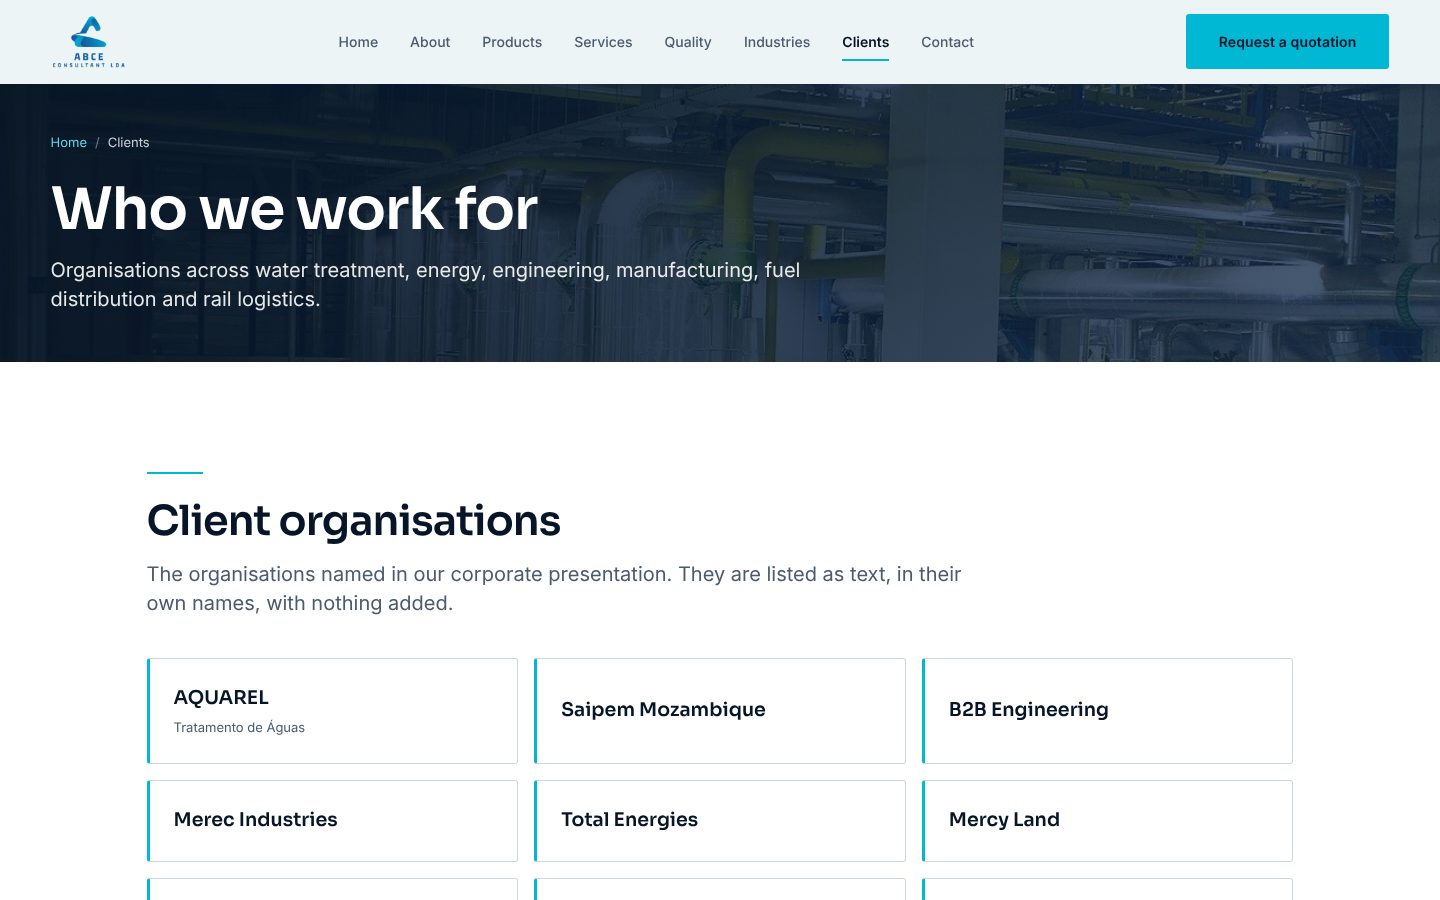 ABCE
CONSULTANT LDA
Home
About
Products
Services
Quality
Industries
Clients
Contact
Request a quotation
Home / Clients
Who we work for
Organisations across water treatment, energy, engineering, manufacturing, fuel
distribution and rail logistics.
Client organisations
The organisations named in our corporate presentation. They are listed as text, in their
own names, with nothing added.
AQUAREL
Tratamento de Águas
Saipem Mozambique
B2B Engineering
Merec Industries
Total Energies
Mercy Land